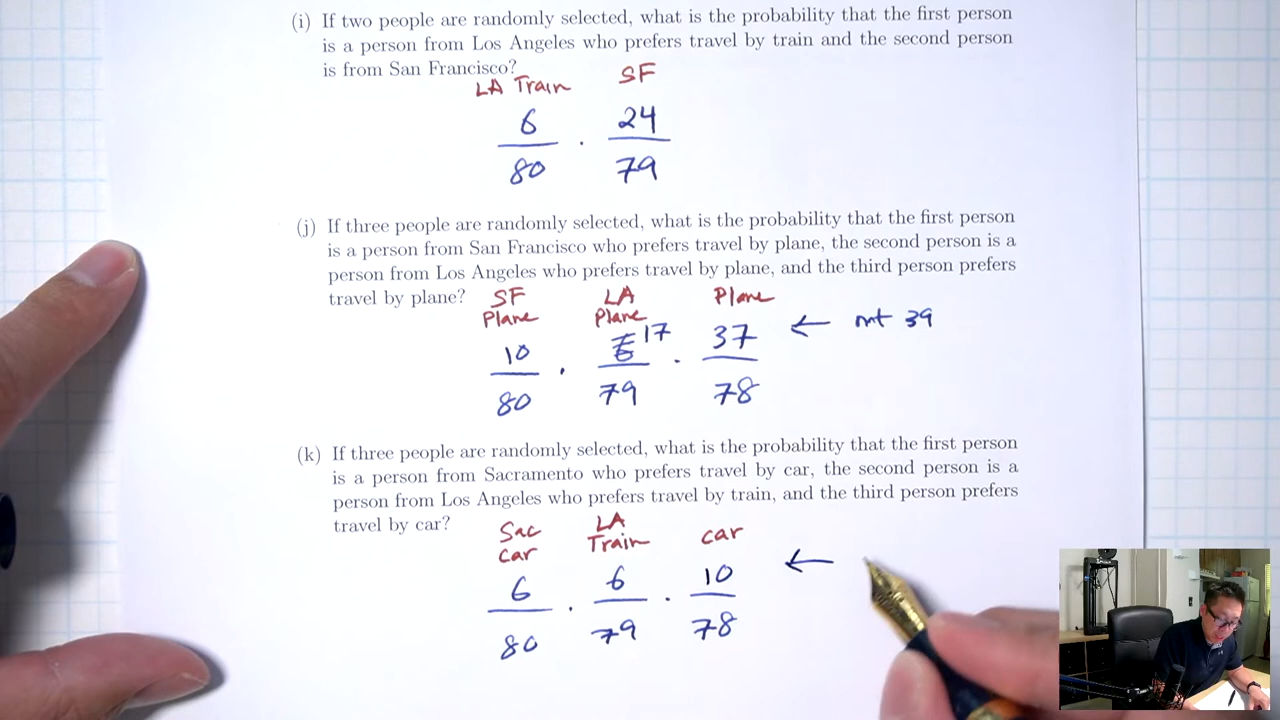 (i) If two people are randomly selected, what is the probability that the first person
is a person from Los Angeles who prefers travel by train and the second person
is from San Francisco?
LA Train SF
6 24
80 . 79
(j) If three people are randomly selected, what is the probability that the first person
is a person from San Francisco who prefers travel by plane, the second person is a
person from Los Angeles who prefers travel by plane, and the third person prefers
travel by plane?
SF LA Plane
Plane Plane
10 17 37 ← not 39
80 . 79 . 78
(k) If three people are randomly selected, what is the probability that the first person
is a person from Sacramento who prefers travel by car, the second person is a
person from Los Angeles who prefers travel by train, and the third person prefers
travel by car?
Sac LA car
car Train
6 6 10 ←
80 . 79 . 78